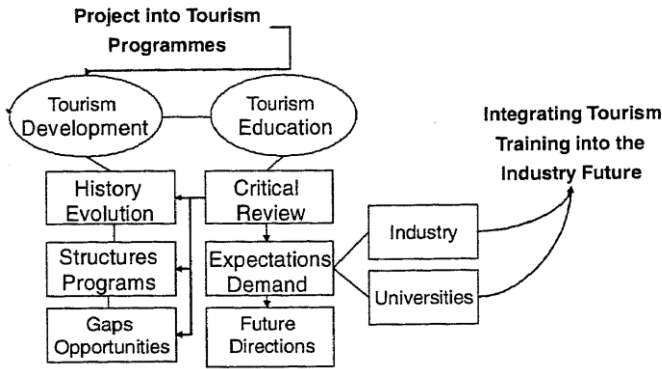 Project into Tourism
Programmes
Tourism
Development
Tourism
Education
Integrating Tourism
Training into the
Industry Future
History
Evolution
Critical
Review
Structures
Programs
Expectations
Demand
Industry
Universities
Gaps
Opportunities
Future
Directions